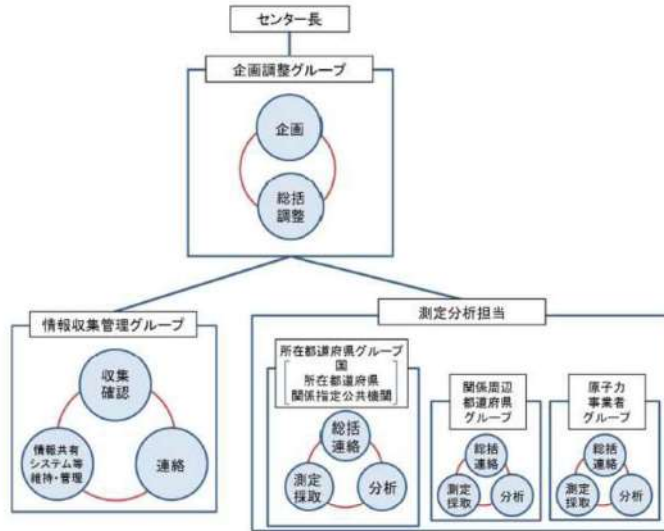 センター長
企画調整グループ
企画
総括
調整
情報収集管理グループ
収集
確認
情報共有
システム等
維持・管理
連絡
測定分析担当
所在都道府県グループ
国
所在都道府県
関係指定公共機関
総括
連絡
測定
採取
分析
関係周辺
都道府県
グループ
総括
連絡
測定
採取
分析
原子力
事業者
グループ
総括
連絡
測定
採取
分析